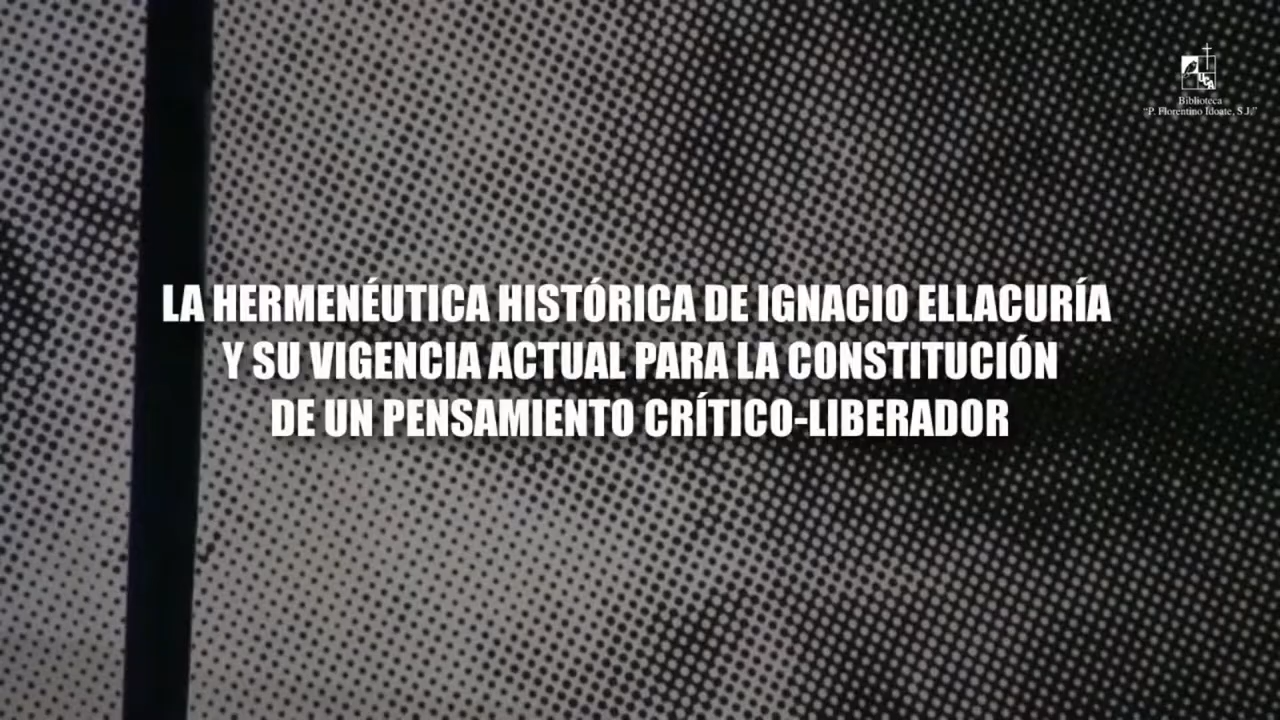 UCA
Biblioteca
"P. Florentino Idoate, S.J."
LA HERMENÉUTICA HISTÓRICA DE IGNACIO ELLACURÍA
Y SU VIGENCIA ACTUAL PARA LA CONSTITUCIÓN
DE UN PENSAMIENTO CRÍTICO-LIBERADOR